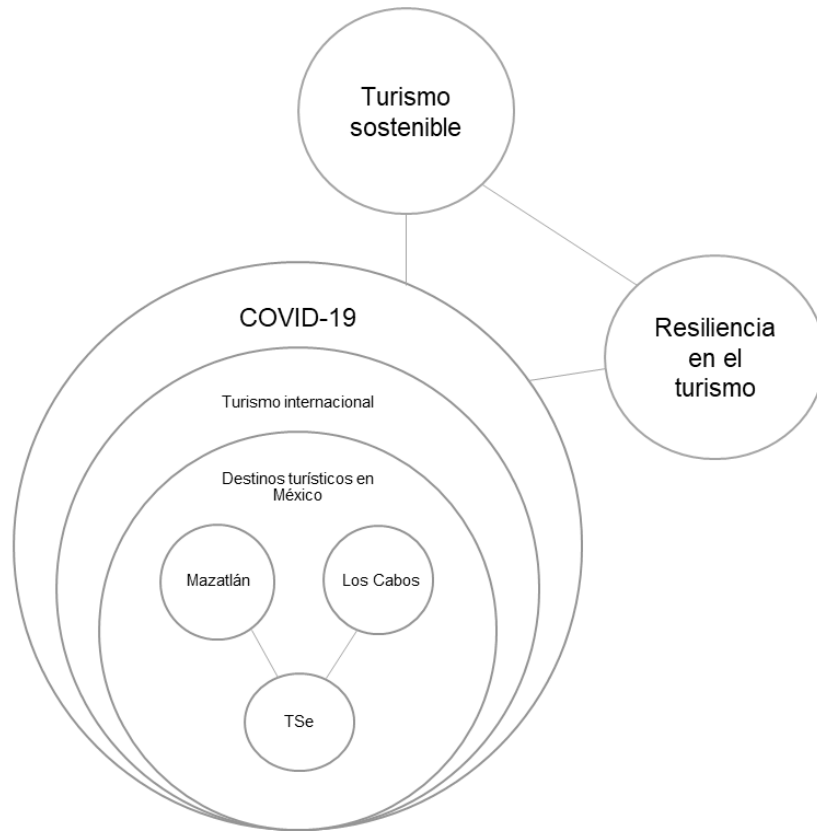 Turismo
sostenible
COVID-19
Resiliencia
en el
turismo
Turismo internacional
Destinos turísticos en
México
Mazatlán
Los Cabos
TSe